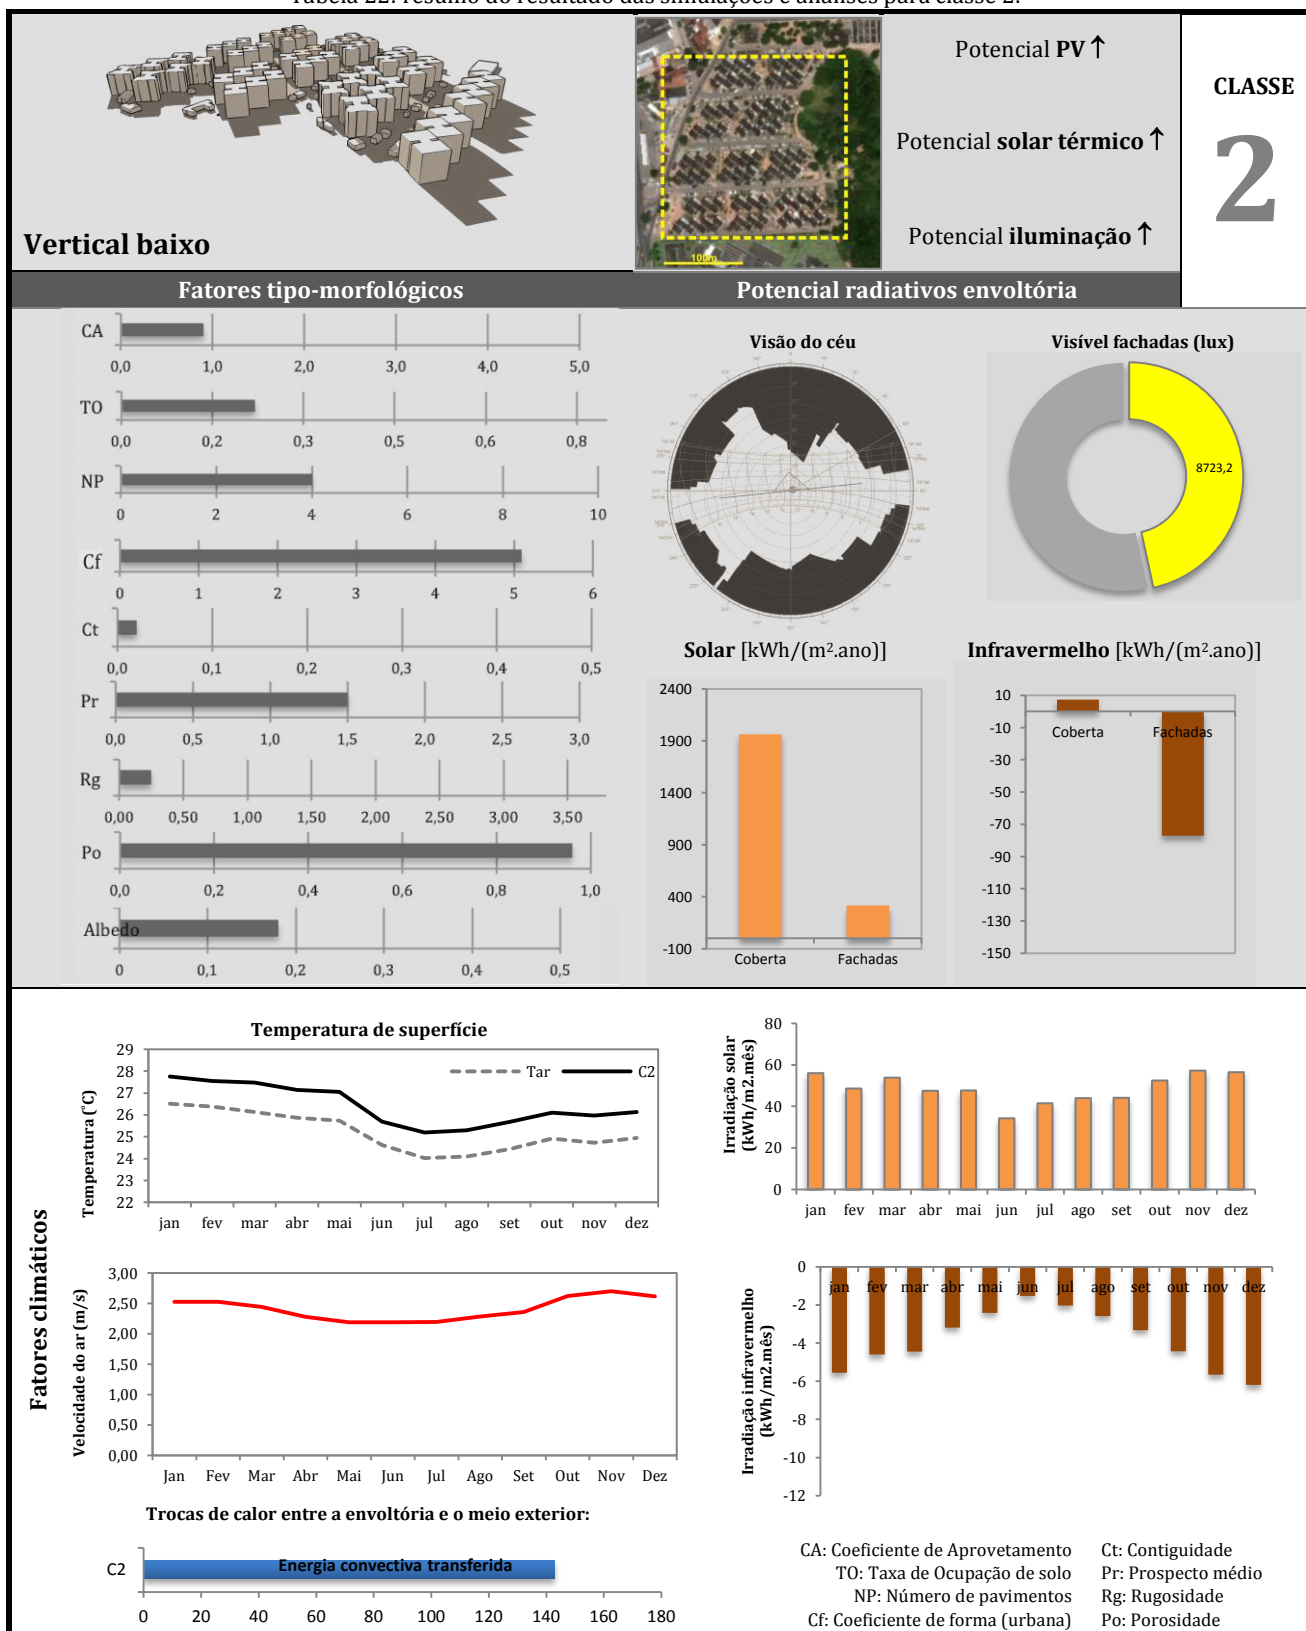 Tabela 22: resumo do resultado das simulações e análises para classe 2.
Vertical baixo
100m
Potencial PV ↑
Potencial solar térmico ↑
Potencial iluminação ↑
CLASSE
2
Fatores tipo-morfológicos
Potencial radiativos envoltória
CA
0,0 1,0 2,0 3,0 4,0 5,0
TO
0,0 0,2 0,3 0,5 0,6 0,8
NP
0 2 4 6 8 10
Cf
0 1 2 3 4 5 6
Ct
0,0 0,1 0,2 0,3 0,4 0,5
Pr
0,0 0,5 1,0 1,5 2,0 2,5 3,0
Rg
0,00 0,50 1,00 1,50 2,00 2,50 3,00 3,50
Po
0,0 0,2 0,4 0,6 0,8 1,0
Albedo
0 0,1 0,2 0,3 0,4 0,5
Visão do céu
Visível fachadas (lux)
8723,2
Solar [kWh/(m².ano)]
2400
1900
1400
900
400
-100
Coberta Fachadas
Infravermelho [kWh/(m².ano)]
10
-10
-30
-50
-70
-90
-110
-130
-150
Coberta Fachadas
Fatores climáticos
Temperatura de superfície
Temperatura (˚C)
29
28
27
26
25
24
23
22
Tar C2
jan fev mar abr mai jun jul ago set out nov dez
Irradiação solar
(kWh/m2.mês)
80
60
40
20
0
jan fev mar abr mai jun jul ago set out nov dez
Velocidade do ar (m/s)
3,00
2,50
2,00
1,50
1,00
0,50
0,00
Jan Fev Mar Abr Mai Jun Jul Ago Set Out Nov Dez
Irradiação infravermelho
(kWh/m2.mês)
0
-2
-4
-6
-8
-10
-12
jan fev mar abr mai jun jul ago set out nov dez
Trocas de calor entre a envoltória e o meio exterior:
C2
Energia convectiva transferida
0 20 40 60 80 100 120 140 160 180
CA: Coeficiente de Aprovetamento Ct: Contiguidade
TO: Taxa de Ocupação de solo Pr: Prospecto médio
NP: Número de pavimentos Rg: Rugosidade
Cf: Coeficiente de forma (urbana) Po: Porosidade